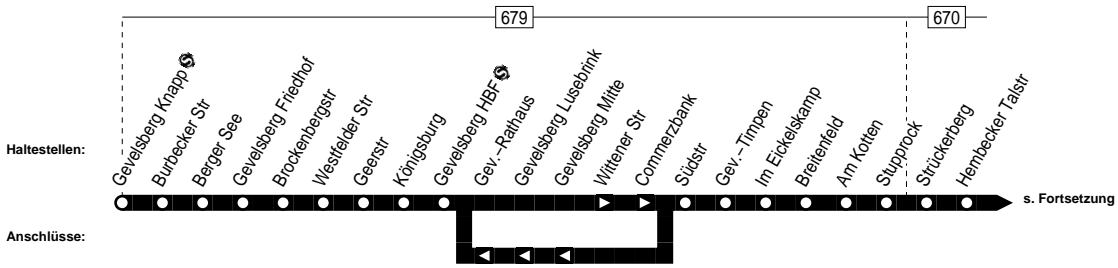 679
670
Gevelsberg Knapp S
Burbecker Str
Berger See
Gevelsberg Friedhof
Brockenbergstr
Westfelder Str
Geerstr
Königsburg
Gevelsberg HBF S
Gev.–Rathaus
Gevelsberg Lusebrink
Gevelsberg Mitte
Wittener Str
Commerzbank
Südstr
Gev.–Timpen
Im Eickelskamp
Breitenfeld
Am Kotten
Stupprock
Strückerberg
Hembecker Talstr
Haltestellen:
s. Fortsetzung
Anschlüsse: